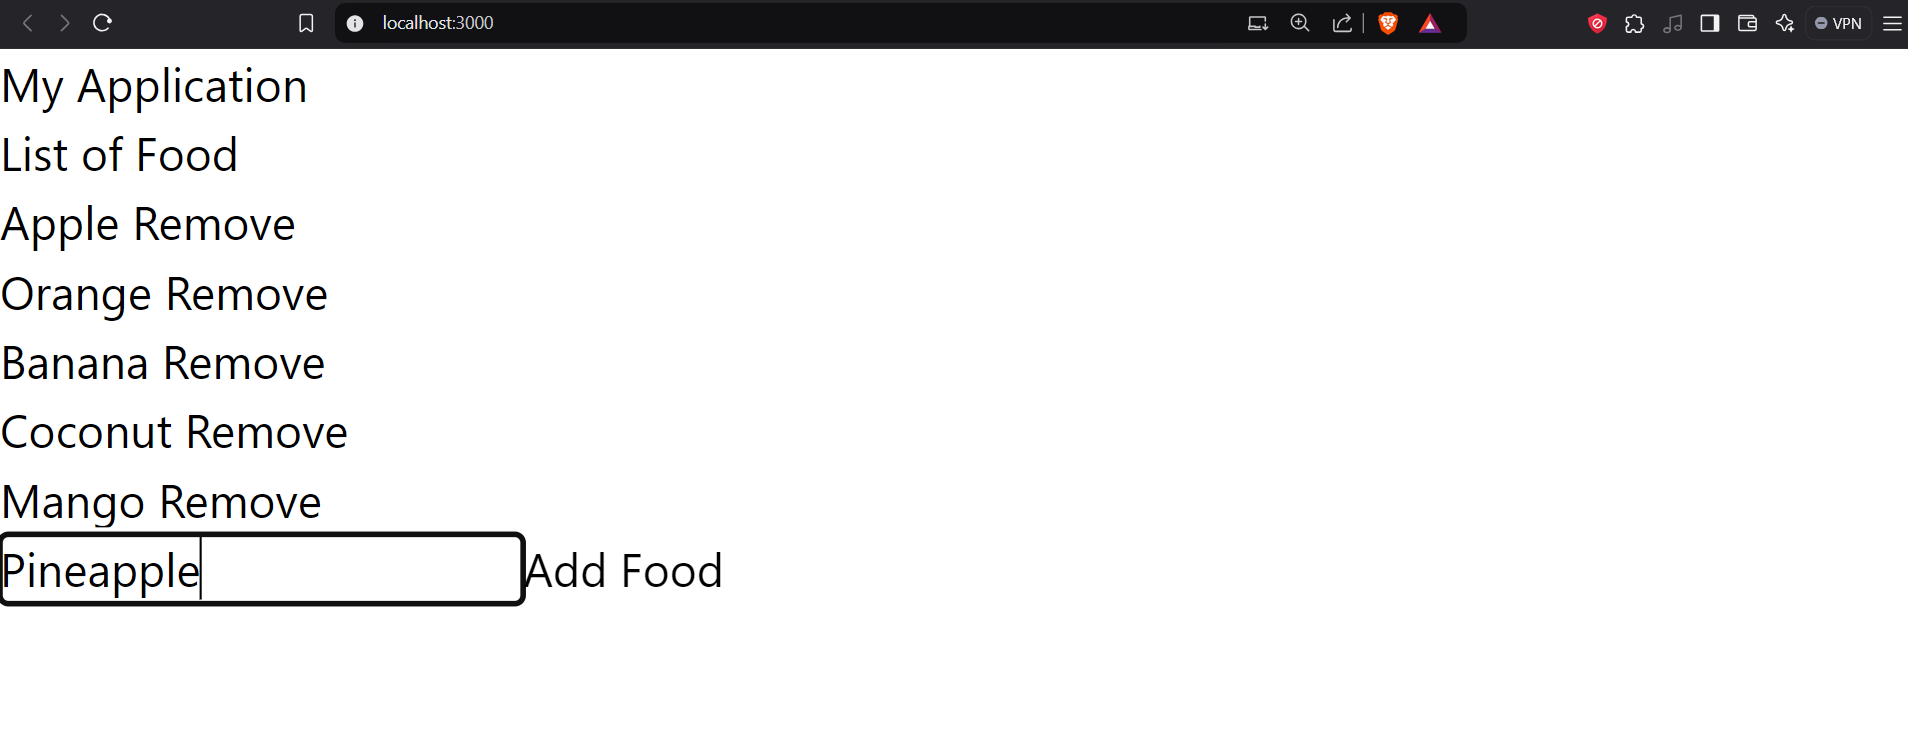 localhost:3000
VPN
My Application
List of Food
Apple Remove
Orange Remove
Banana Remove
Coconut Remove
Mango Remove
Pineapple Add Food